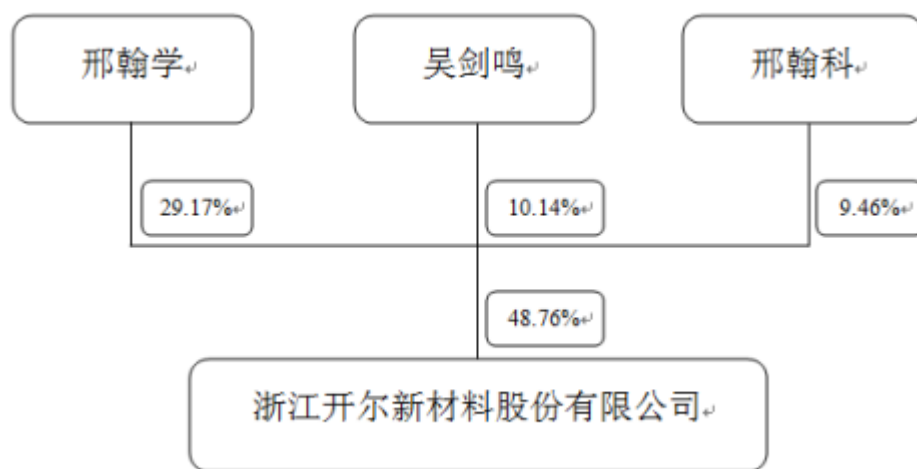 邢翰学
吴剑鸣
邢翰科
29.17%
10.14%
9.46%
48.76%
浙江开尔新材料股份有限公司